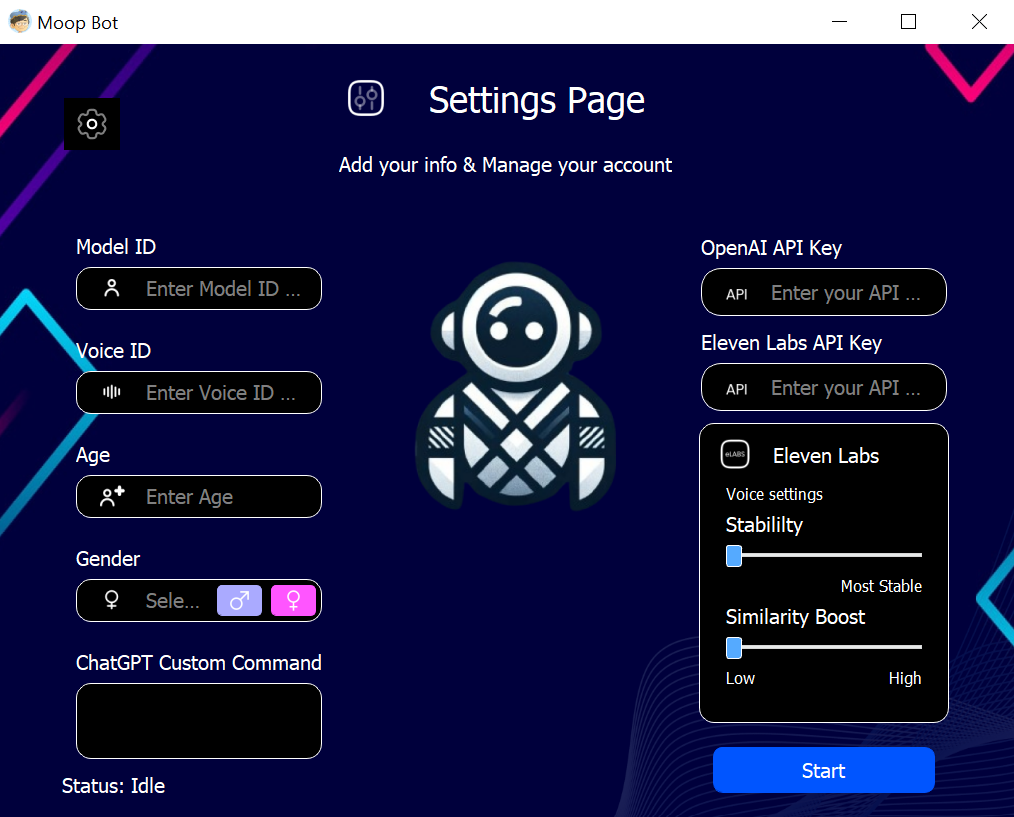 Moop Bot
Settings Page
Add your info & Manage your account
Model ID
Enter Model ID ...
Voice ID
Enter Voice ID ...
Age
Enter Age
Gender
Sele...
ChatGPT Custom Command
Status: Idle
OpenAI API Key
API Enter your API ...
Eleven Labs API Key
API Enter your API ...
eLABS Eleven Labs
Voice settings
Stabililty
Most Stable
Similarity Boost
Low High
Start